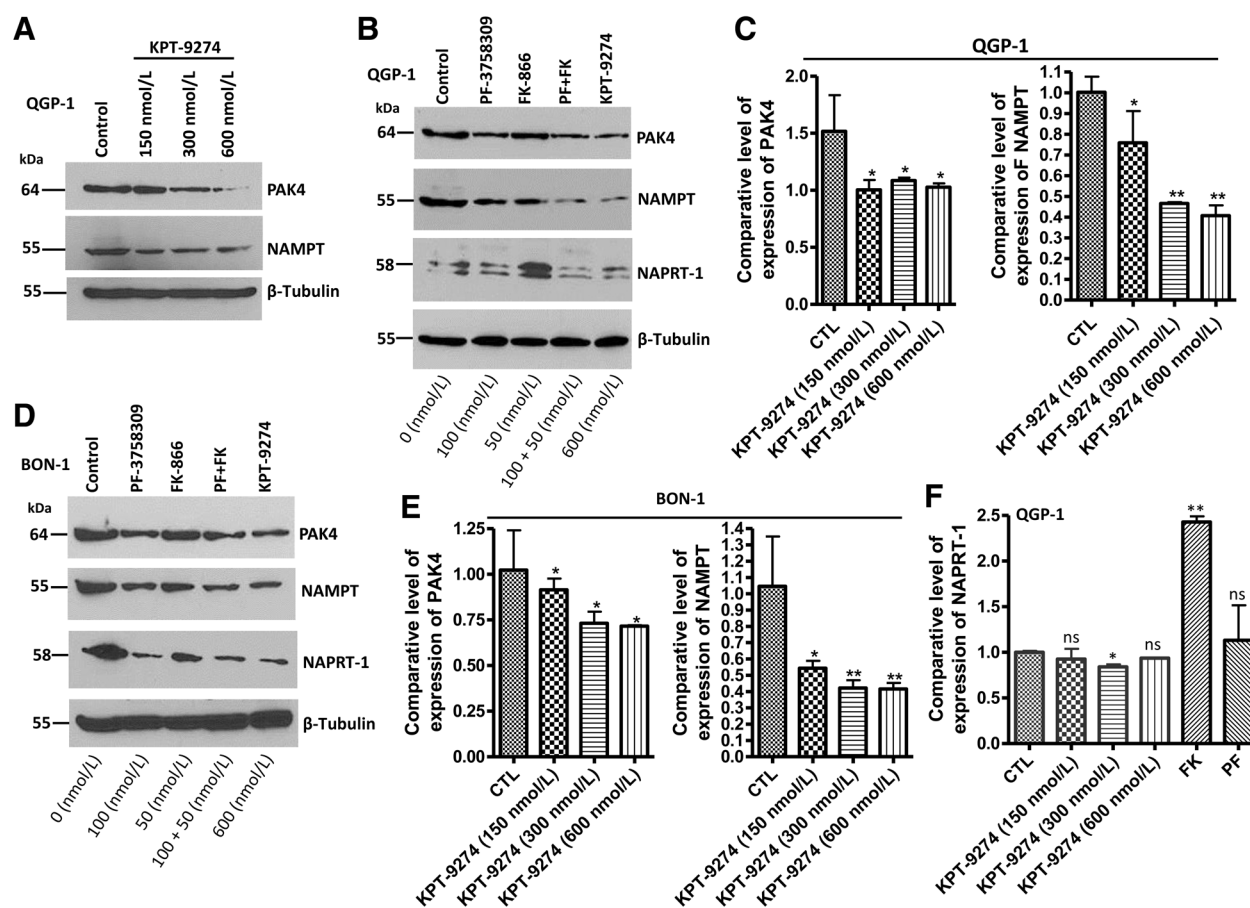 A
KPT-9274
QGP-1
Control
150 nmol/L
300 nmol/L
600 nmol/L
kDa
64
PAK4
55
NAMPT
55
β-Tubulin
B
QGP-1
Control
PF-3758309
FK-866
PF+FK
KPT-9274
kDa
64
PAK4
55
NAMPT
58
NAPRT-1
55
β-Tubulin
0 (nmol/L)
100 (nmol/L)
50 (nmol/L)
100 + 50 (nmol/L)
600 (nmol/L)
C
QGP-1
Comparative level of
expression of PAK4
2.0
1.5
1.0
0.5
0.0
*
*
*
CTL
KPT-9274 (150 nmol/L)
KPT-9274 (300 nmol/L)
KPT-9274 (600 nmol/L)
Comparative level of
expression oF NAMPT
1.1
1.0
0.9
0.8
0.7
0.6
0.5
0.4
0.3
0.2
0.1
0.0
*
**
**
CTL
KPT-9274 (150 nmol/L)
KPT-9274 (300 nmol/L)
KPT-9274 (600 nmol/L)
D
BON-1
Control
PF-3758309
FK-866
PF+FK
KPT-9274
kDa
64
PAK4
55
NAMPT
58
NAPRT-1
55
β-Tubulin
0 (nmol/L)
100 (nmol/L)
50 (nmol/L)
100 + 50 (nmol/L)
600 (nmol/L)
E
BON-1
Comparative level of
expression of PAK4
1.25
1.00
0.75
0.50
0.25
0.00
*
*
*
CTL
KPT-9274 (150 nmol/L)
KPT-9274 (300 nmol/L)
KPT-9274 (600 nmol/L)
Comparative level of
expression of NAMPT
1.4
1.3
1.2
1.1
1.0
0.9
0.8
0.7
0.6
0.5
0.4
0.3
0.2
0.1
0.0
*
**
**
CTL
KPT-9274 (150 nmol/L)
KPT-9274 (300 nmol/L)
KPT-9274 (600 nmol/L)
F
QGP-1
Comparative level of
expression of NAPRT-1
2.5
2.0
1.5
1.0
0.5
0.0
ns
*
ns
**
ns
CTL
KPT-9274 (150 nmol/L)
KPT-9274 (300 nmol/L)
KPT-9274 (600 nmol/L)
FK
PF